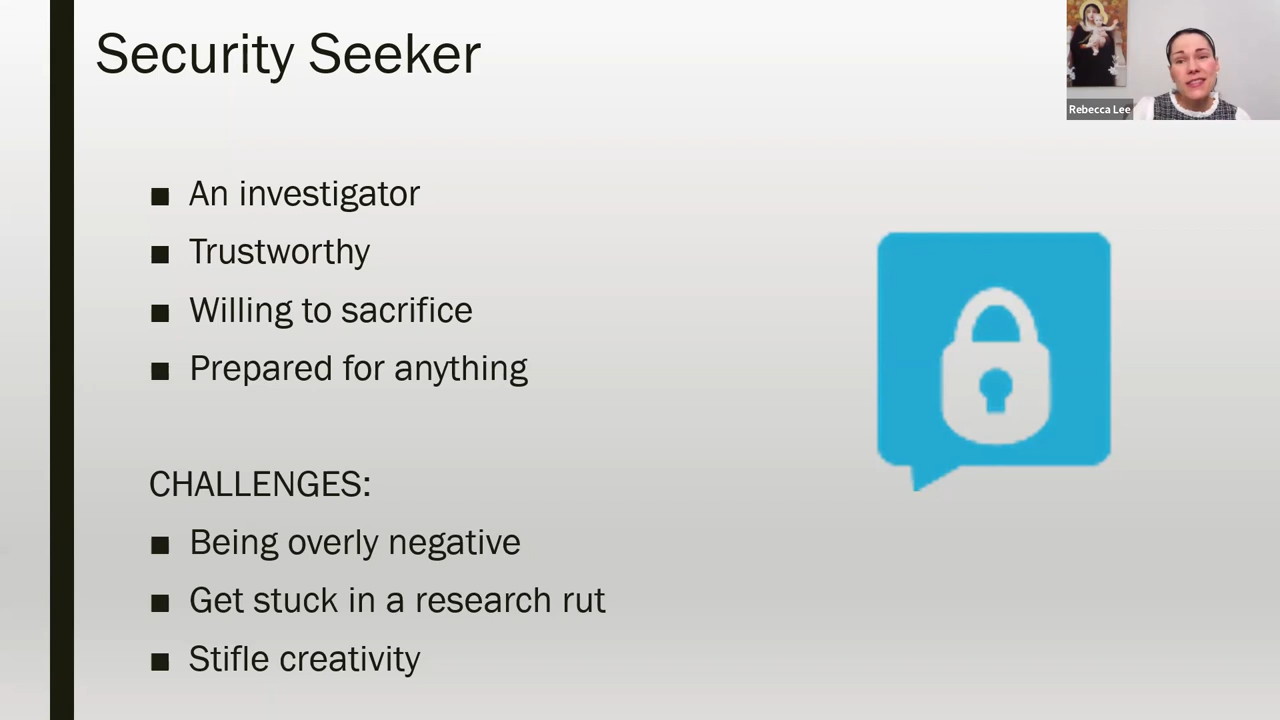 Security Seeker
Rebecca Lee
■ An investigator
■ Trustworthy
■ Willing to sacrifice
■ Prepared for anything
CHALLENGES:
■ Being overly negative
■ Get stuck in a research rut
■ Stifle creativity